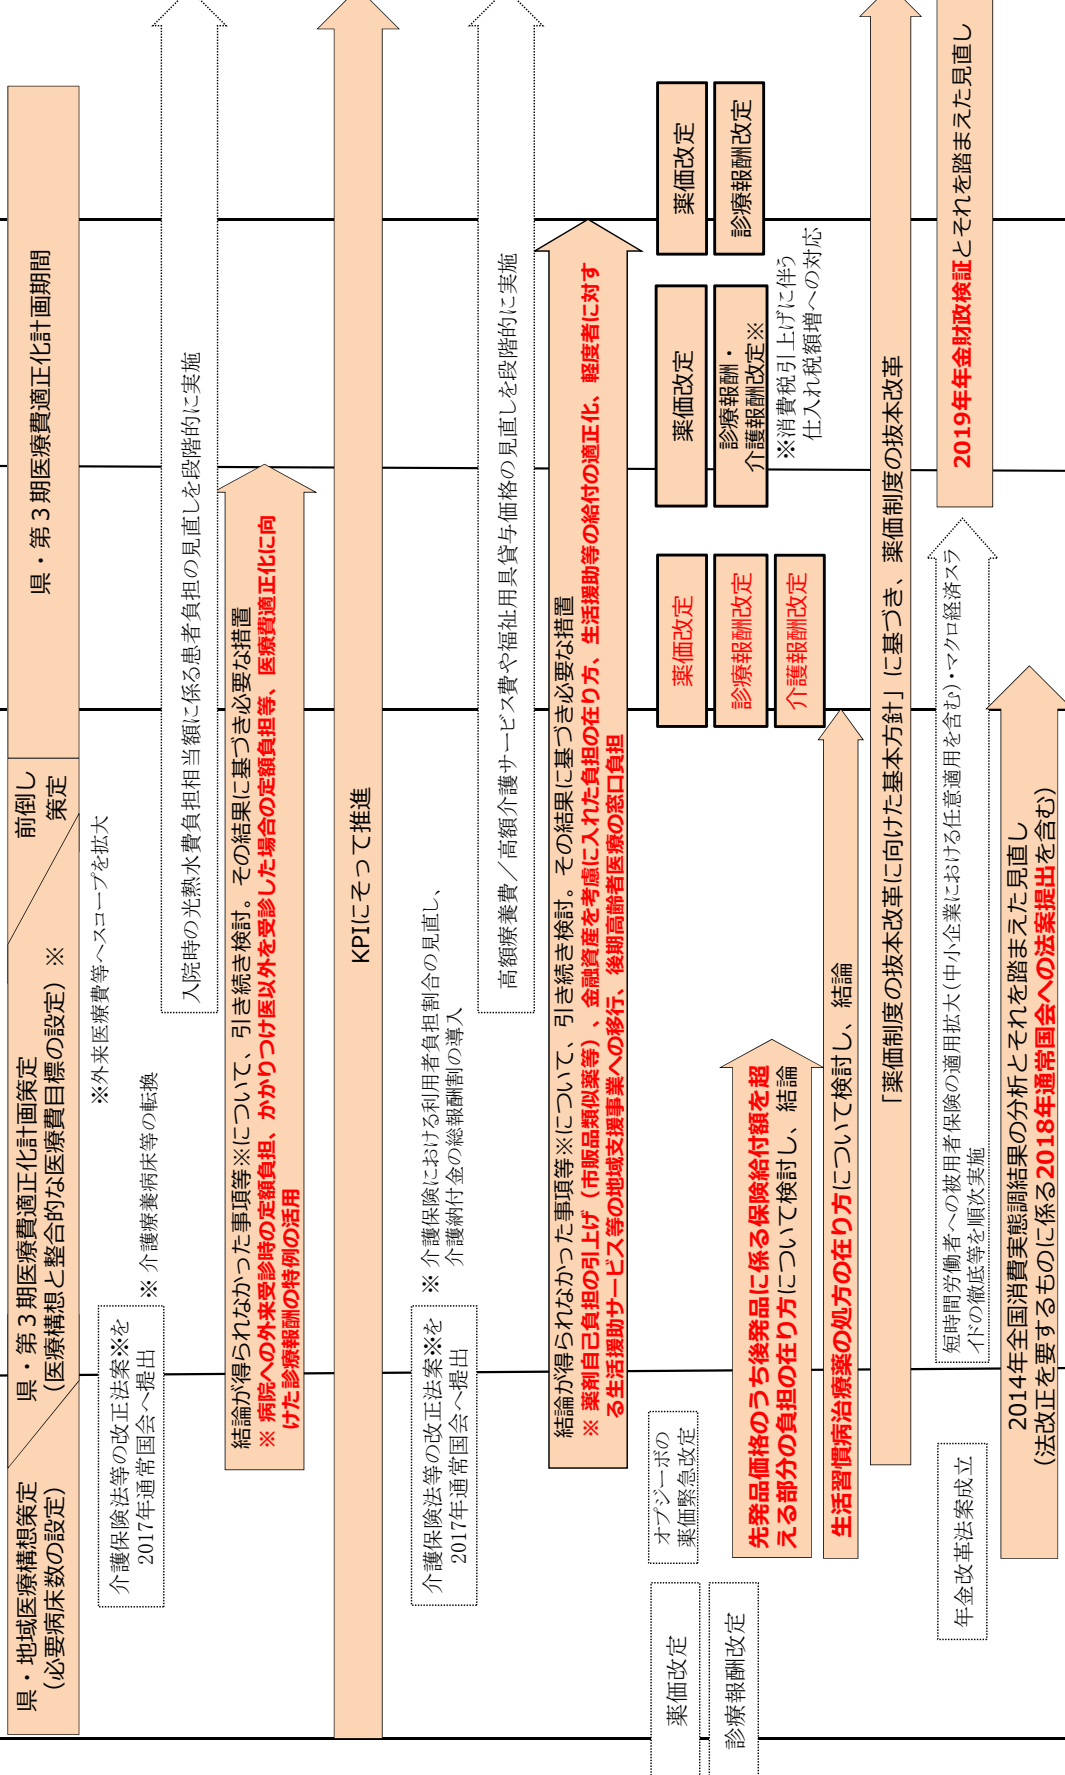 県・地域医療構想策定
（必要病床数の設定）
県・第３期医療費適正化計画策定
（医療構想と整合的な医療費目標の設定）※
前倒し
策定
県・第３期医療費適正化計画期間
※外来医療費等へスコープを拡大
介護保険法等の改正法案※を
2017年通常国会へ提出
※ 介護療養病床等の転換
入院時の光熱水費負担相当額に係る患者負担の見直しを段階的に実施
結論が得られなかった事項等※について、引き続き検討。その結果に基づき必要な措置
※ 病院への外来受診時の定額負担、かかりつけ医以外を受診した場合の定額負担等、医療費適正化に向
けた診療報酬の特例の活用
KPIにそって推進
介護保険法等の改正法案※を
2017年通常国会へ提出
※ 介護保険における利用者負担割合の見直し、
介護納付金の総報酬割の導入
高額療養費／高額介護サービス費や福祉用具貸与価格の見直しを段階的に実施
結論が得られなかった事項等※について、引き続き検討。その結果に基づき必要な措置
※ 薬剤自己負担の引上げ（市販品類似薬等）、金融資産を考慮に入れた負担の在り方、生活援助等の給付の適正化、軽度者に対す
る生活援助サービス等の地域支援事業への移行、後期高齢者医療の窓口負担
薬価改定
診療報酬改定
オプジーボの
薬価緊急改定
薬価改定
診療報酬改定
介護報酬改定
薬価改定
診療報酬・
介護報酬改定※
※消費税引上げに伴う
仕入れ税額増への対応
薬価改定
診療報酬改定
先発品価格のうち後発品に係る保険給付額を超
える部分の負担の在り方について検討し、結論
生活習慣病治療薬の処方の在り方について検討し、結論
「薬価制度の抜本改革に向けた基本方針」に基づき、薬価制度の抜本改革
年金改革法案成立
短時間労働者への被用者保険の適用拡大（中小企業における任意適用を含む）・マクロ経済スラ
イドの徹底等を順次実施
2019年年金財政検証とそれを踏まえた見直し
2014年全国消費実態調結果の分析とそれを踏まえた見直し
（法改正を要するものに係る2018年通常国会への法案提出を含む）